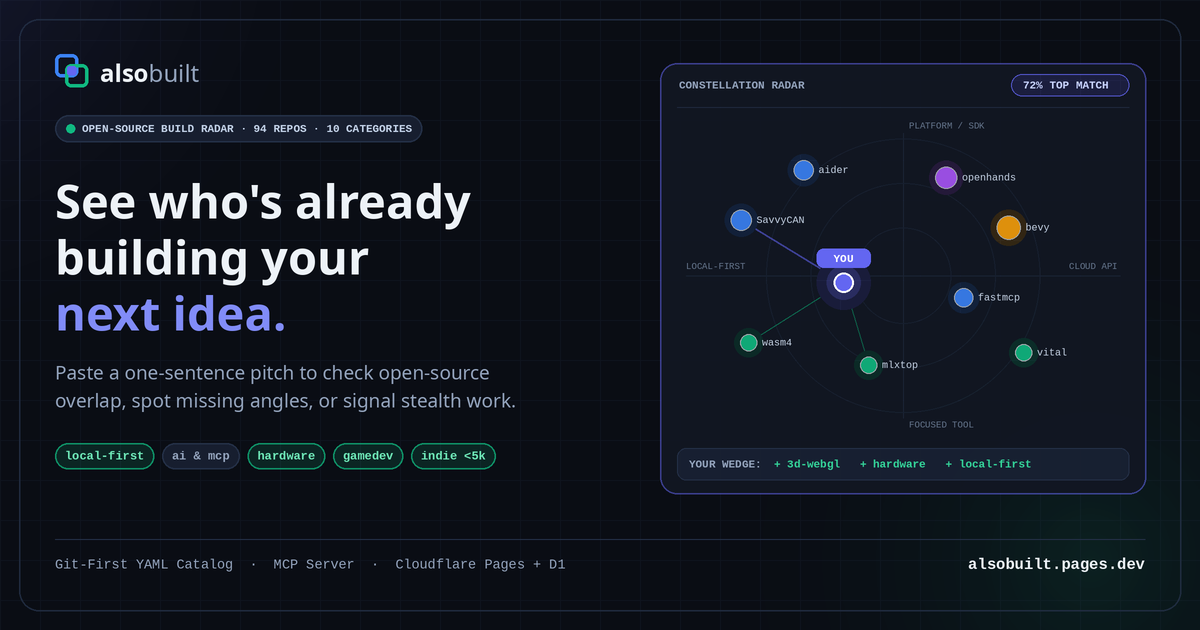 alsobuilt
OPEN-SOURCE BUILD RADAR · 94 REPOS · 10 CATEGORIES
See who's already
building your
next idea.
Paste a one-sentence pitch to check open-source
overlap, spot missing angles, or signal stealth work.
local-first ai & mcp hardware gamedev indie <5k
CONSTELLATION RADAR 72% TOP MATCH
PLATFORM / SDK
aider
openhands
SavvyCAN
bevy
YOU
LOCAL-FIRST CLOUD API
fastmcp
wasm4
vital
mlxtop
FOCUSED TOOL
YOUR WEDGE: + 3d-webgl + hardware + local-first
Git-First YAML Catalog · MCP Server · Cloudflare Pages + D1
alsobuilt.pages.dev